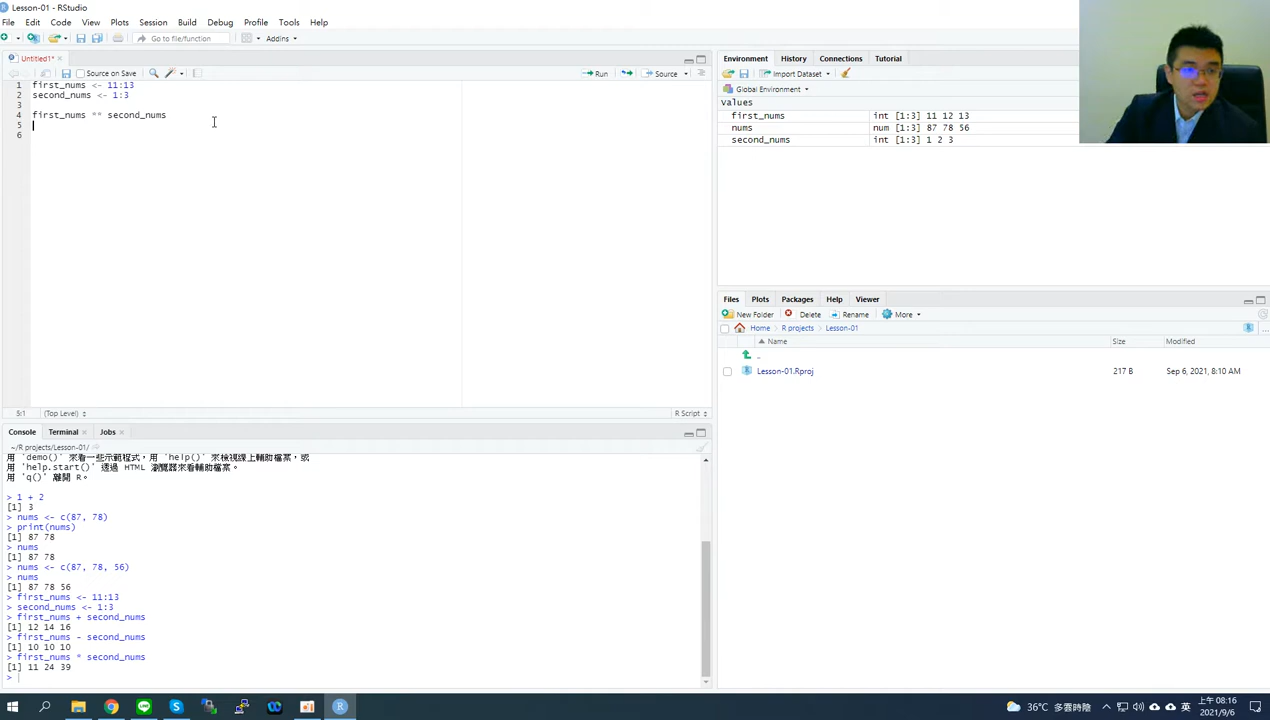 Lesson-01 - RStudio
File Edit Code View Plots Session Build Debug Profile Tools Help
Go to file/function Addins
Untitled1*
Source on Save Run Source
1 first_nums <- 11:13
2 second_nums <- 1:3
3
4 first_nums ** second_nums
5
6
5:1 (Top Level) R Script
Console Terminal Jobs
~/R projects/Lesson-01/
用 'demo()' 來看一些示範程式，用 'help()' 來檢視線上輔助檔案，或
用 'help.start()' 透過 HTML 瀏覽器來看輔助檔案。
用 'q()' 離開 R。
> 1 + 2
[1] 3
> nums <- c(87, 78)
> print(nums)
[1] 87 78
> nums
[1] 87 78
> nums <- c(87, 78, 56)
> nums
[1] 87 78 56
> first_nums <- 11:13
> second_nums <- 1:3
> first_nums + second_nums
[1] 12 14 16
> first_nums - second_nums
[1] 10 10 10
> first_nums * second_nums
[1] 11 24 39
>
Environment History Connections Tutorial
Import Dataset
Global Environment
Values
first_nums int [1:3] 11 12 13
nums num [1:3] 87 78 56
second_nums int [1:3] 1 2 3
Files Plots Packages Help Viewer
New Folder Delete Rename More
Home R projects Lesson-01
Name Size Modified
..
Lesson-01.Rproj 217 B Sep 6, 2021, 8:10 AM
36°C 多雲時陰 英 上午 08:16
2021/9/6